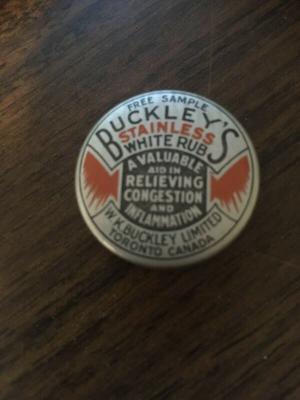 FREE SAMPLE
BUCKLEY'S
STAINLESS
WHITE RUB
A VALUABLE
AID IN
RELIEVING
CONGESTION
AND
INFLAMMATION
W.K. BUCKLEY LIMITED
TORONTO CANADA